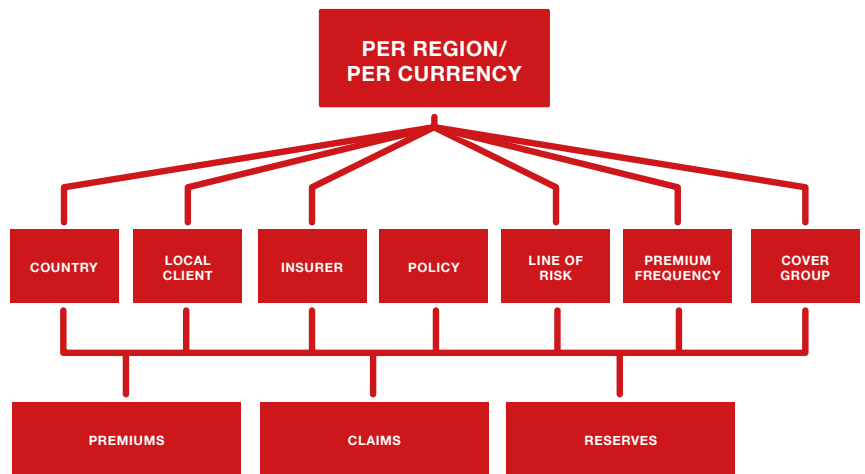 PER REGION/
PER CURRENCY
COUNTRY
LOCAL
CLIENT
INSURER
POLICY
LINE OF
RISK
PREMIUM
FREQUENCY
COVER
GROUP
PREMIUMS
CLAIMS
RESERVES